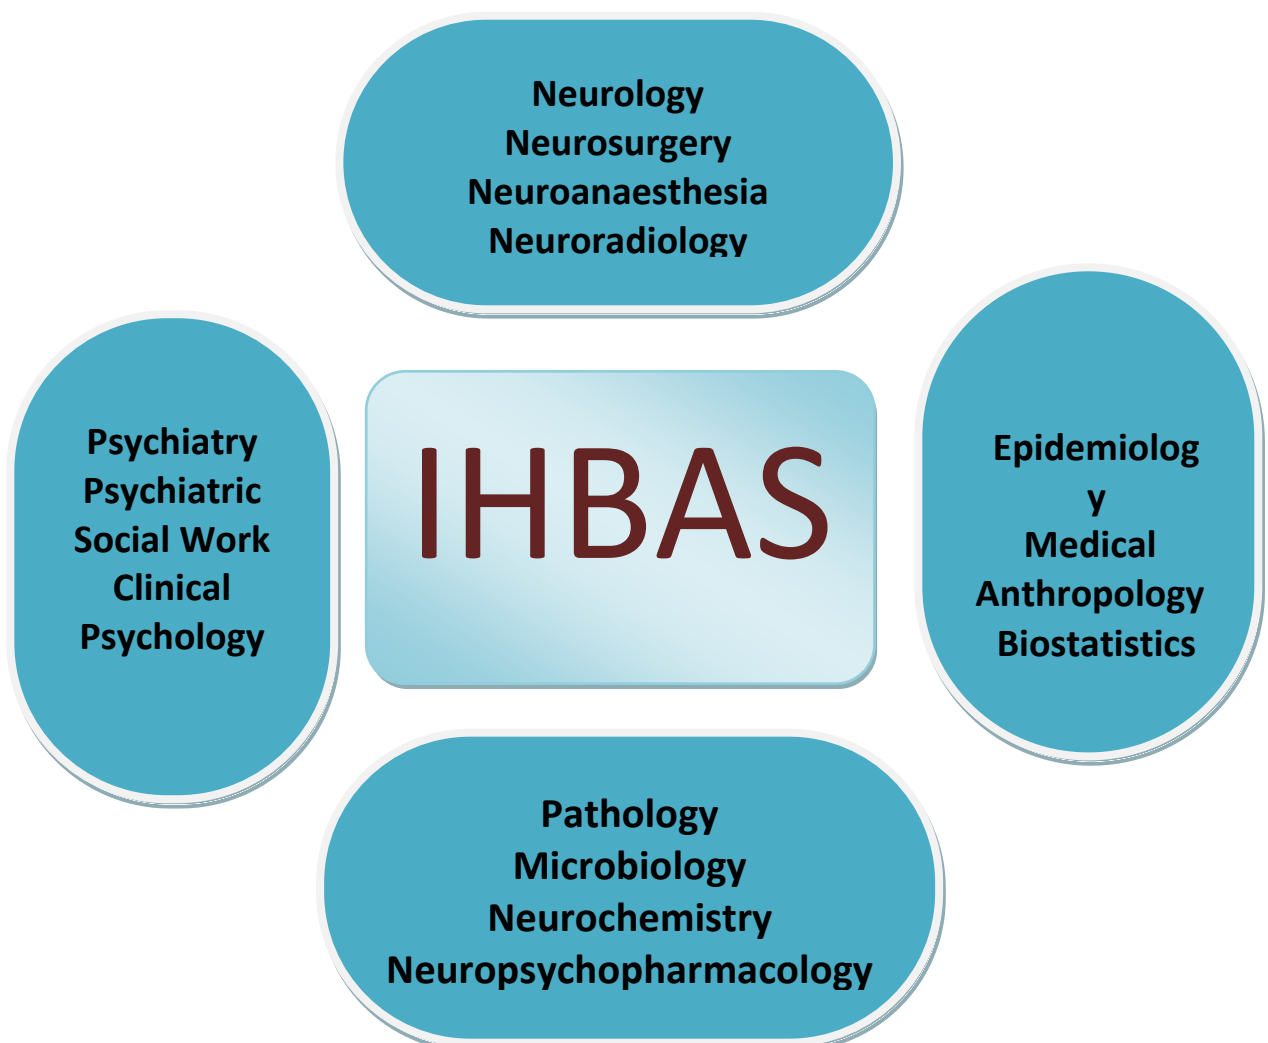 Neurology
Neurosurgery
Neuroanaesthesia
Neuroradiology
Psychiatry
Psychiatric
Social Work
Clinical
Psychology
IHBAS
Epidemiolog
y
Medical
Anthropology
Biostatistics
Pathology
Microbiology
Neurochemistry
Neuropsychopharmacology